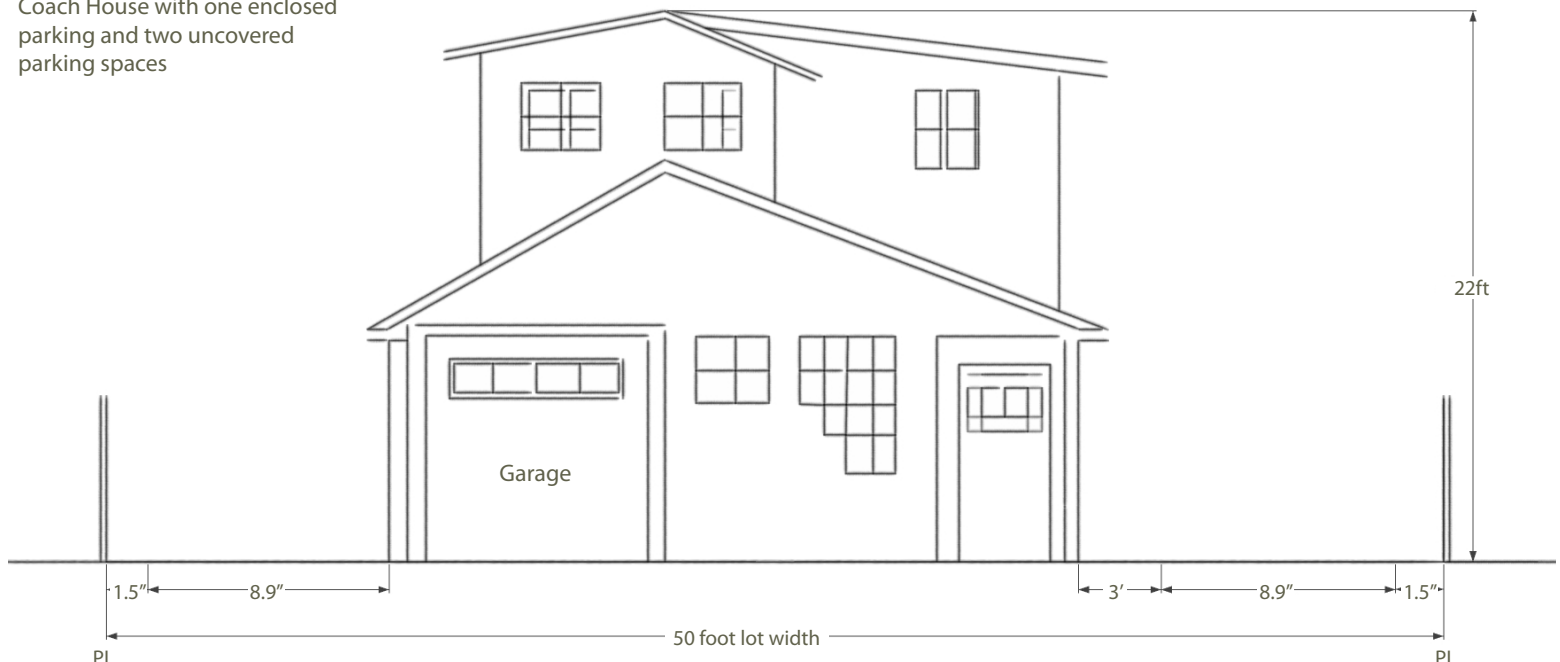 Coach House with one enclosed
parking and two uncovered
parking spaces
22ft
Garage
1.5” 8.9” 3’ 8.9” 1.5”
50 foot lot width
PL PL